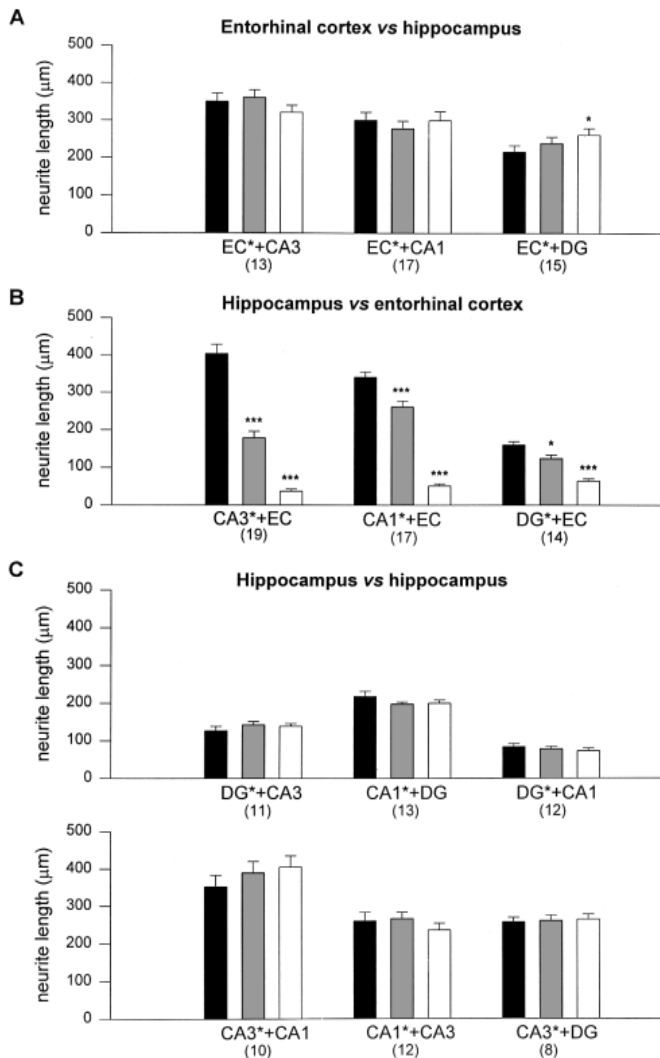 A
Entorhinal cortex vs hippocampus
neurite length (μm)
500
400
300
200
100
0
*
EC*+CA3
EC*+CA1
EC*+DG
(13)
(17)
(15)
B
Hippocampus vs entorhinal cortex
neurite length (μm)
500
400
300
200
100
0
***
***
***
***
*
***
CA3*+EC
CA1*+EC
DG*+EC
(19)
(17)
(14)
C
Hippocampus vs hippocampus
neurite length (μm)
500
400
300
200
100
0
DG*+CA3
CA1*+DG
DG*+CA1
(11)
(13)
(12)
neurite length (μm)
500
400
300
200
100
0
CA3*+CA1
CA1*+CA3
CA3*+DG
(10)
(12)
(8)